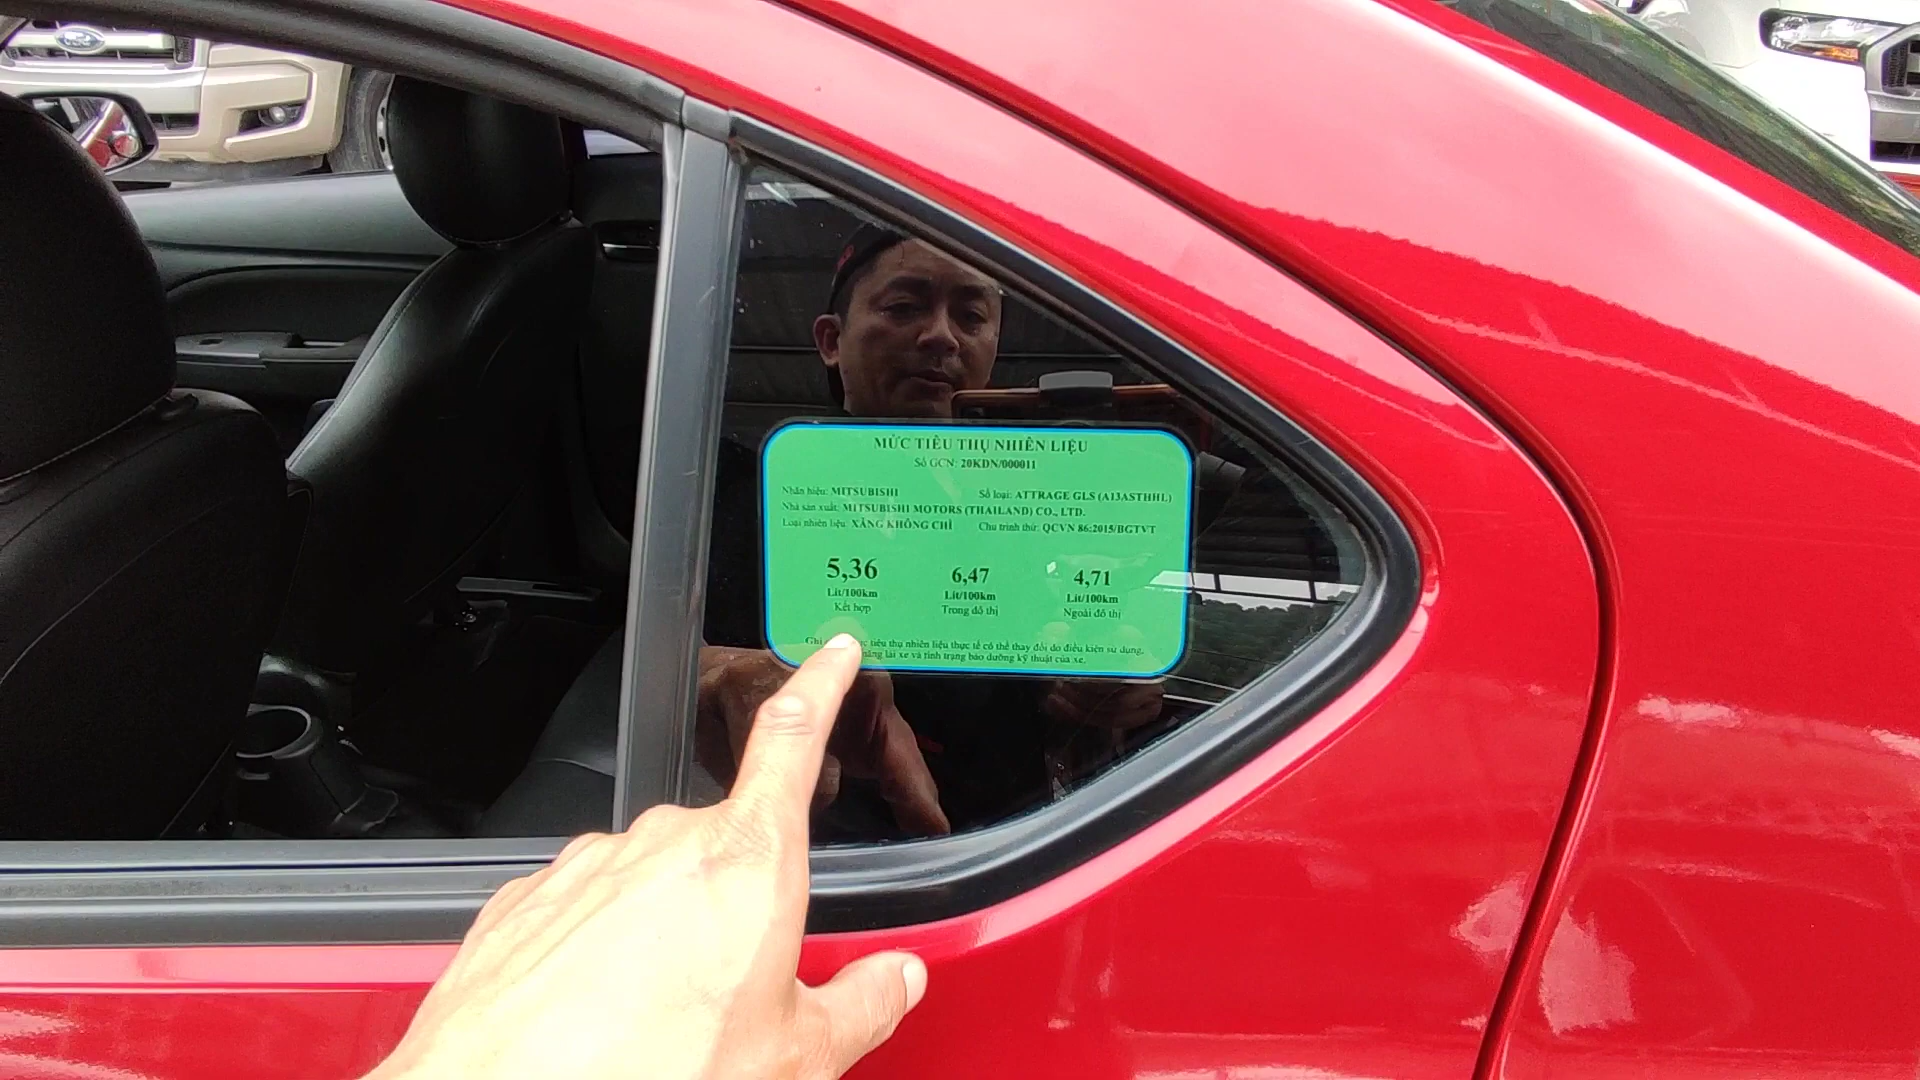 Ford
MỨC TIÊU THỤ NHIÊN LIỆU
Số GCN: 20KDN/000011
Nhãn hiệu: MITSUBISHI Số loại: ATTRAGE GLS (A13ASTHHL)
Nhà sản xuất: MITSUBISHI MOTORS (THAILAND) CO., LTD.
Loại nhiên liệu: XĂNG KHÔNG CHÌ Chu trình thử: QCVN 86:2015/BGTVT
5,36 6,47 4,71
Lít/100km Lít/100km Lít/100km
Kết hợp Trong đô thị Ngoài đô thị
Ghi tiêu thụ nhiên liệu thực tế có thể thay đổi do điều kiện sử dụng,
năng lái xe và tình trạng bảo dưỡng kỹ thuật của xe.